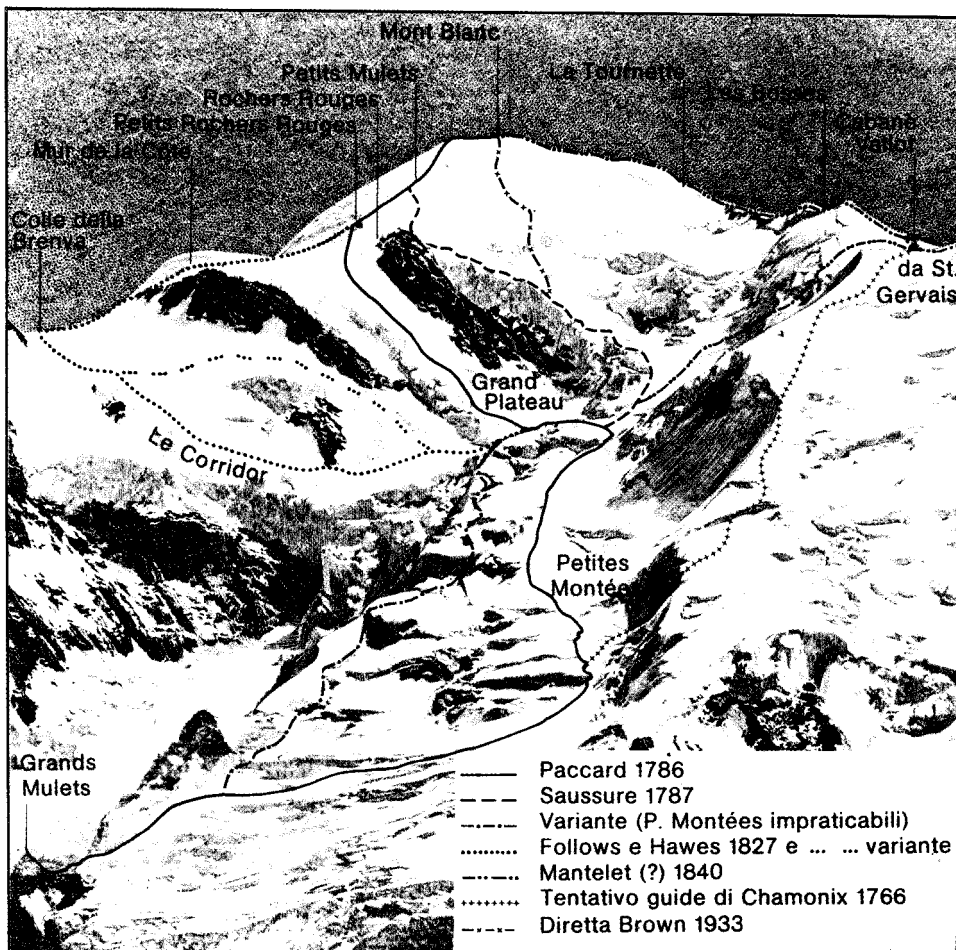 Mont Blanc
Petits Mulets
La Tournette
Rochers Rouges
Les Bosses
Petits Rochers Rouges
Cabane
Vallot
Mur de la Côte
Colle della
Brenva
da St.
Gervais
Grand
Plateau
Le Corridor
Petites
Montées
Grands
Mulets
Paccard 1786
Saussure 1787
Variante (P. Montées impraticabili)
Follows e Hawes 1827 e ... ... variante
Mantelet (?) 1840
Tentativo guide di Chamonix 1766
Diretta Brown 1933